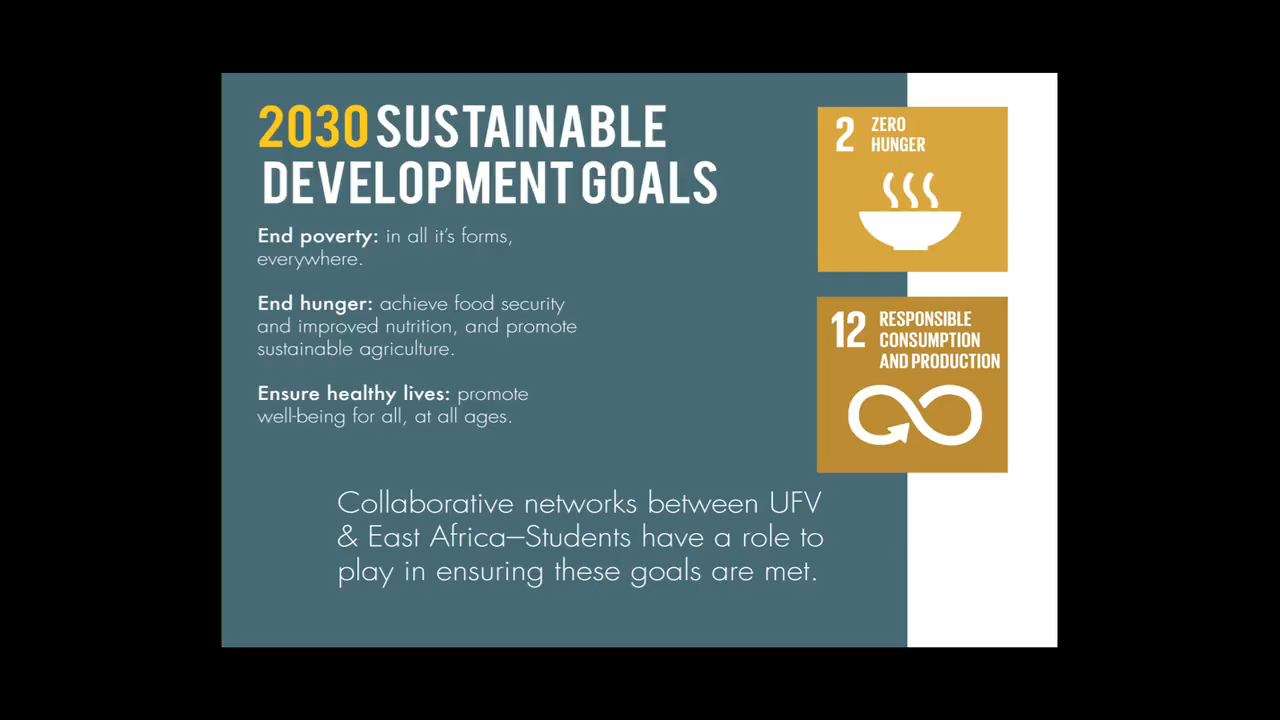 2030 SUSTAINABLE
DEVELOPMENT GOALS
End poverty: in all it's forms,
everywhere.
End hunger: achieve food security
and improved nutrition, and promote
sustainable agriculture.
Ensure healthy lives: promote
well-being for all, at all ages.
Collaborative networks between UFV
& East Africa—Students have a role to
play in ensuring these goals are met.
2 ZERO
HUNGER
12 RESPONSIBLE
CONSUMPTION
AND PRODUCTION